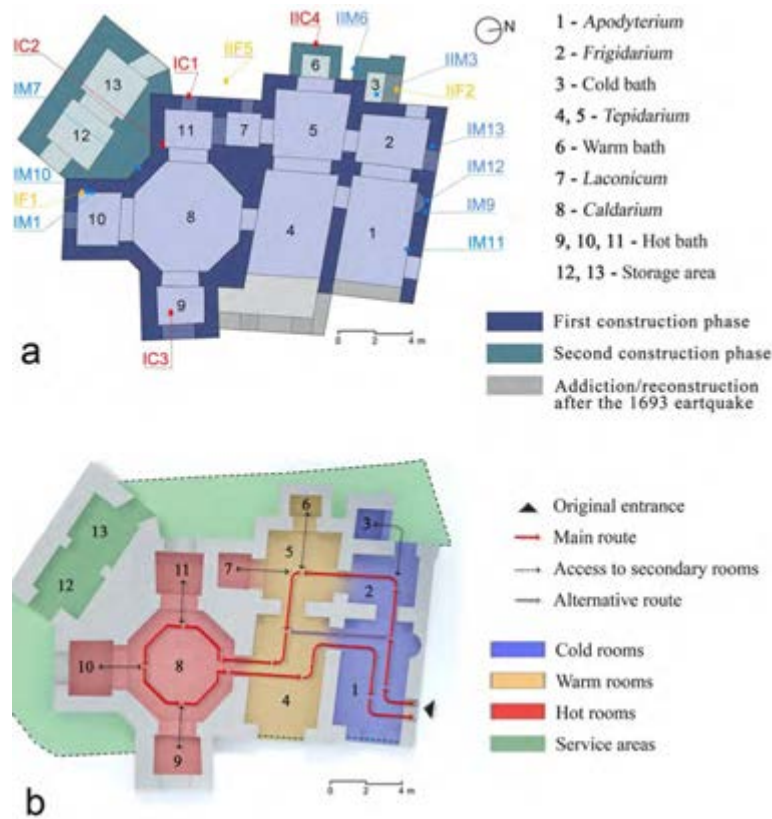 IIC4
IIM6
N
IC2
IIF5
IC1
IIM3
IM7
13
6
3
IIF2
12
11
7
5
2
IM13
IM10
IM12
IF1
IM9
IM1
10
8
4
1
IM11
9
0 2 4 m
IC3
a
1 - Apodyterium
2 - Frigidarium
3 - Cold bath
4, 5 - Tepidarium
6 - Warm bath
7 - Laconicum
8 - Caldarium
9, 10, 11 - Hot bath
12, 13 - Storage area
First construction phase
Second construction phase
Addiction/reconstruction
after the 1693 eartquake
6
3
13
5
11
7
2
12
10
8
4
1
9
0 2 4 m
b
Original entrance
Main route
Access to secondary rooms
Alternative route
Cold rooms
Warm rooms
Hot rooms
Service areas